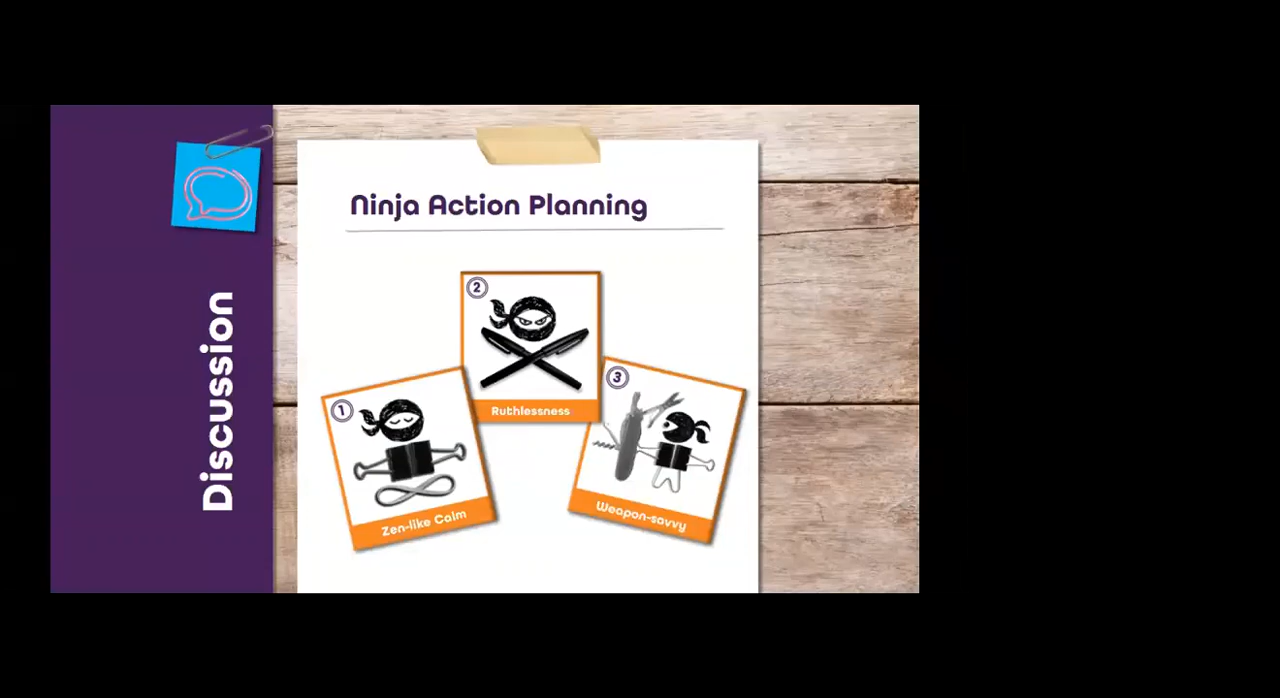 Discussion
Ninja Action Planning
1
Zen-like Calm
2
Ruthlessness
3
Weapon-savvy